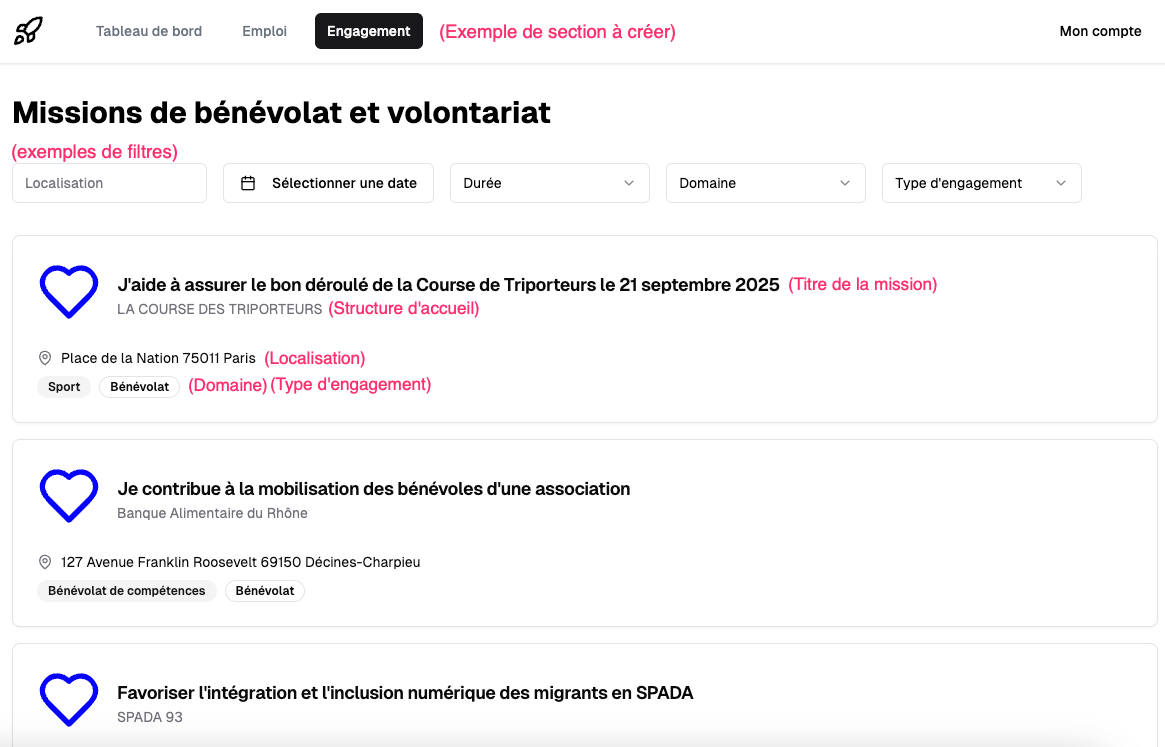 Tableau de bord Emploi Engagement (Exemple de section à créer) Mon compte
Missions de bénévolat et volontariat
(exemples de filtres)
Localisation Sélectionner une date Durée Domaine Type d'engagement
J'aide à assurer le bon déroulé de la Course de Triporteurs le 21 septembre 2025 (Titre de la mission)
LA COURSE DES TRIPORTEURS (Structure d'accueil)
Place de la Nation 75011 Paris (Localisation)
Sport Bénévolat (Domaine) (Type d'engagement)
Je contribue à la mobilisation des bénévoles d'une association
Banque Alimentaire du Rhône
127 Avenue Franklin Roosevelt 69150 Décines-Charpieu
Bénévolat de compétences Bénévolat
Favoriser l'intégration et l'inclusion numérique des migrants en SPADA
SPADA 93